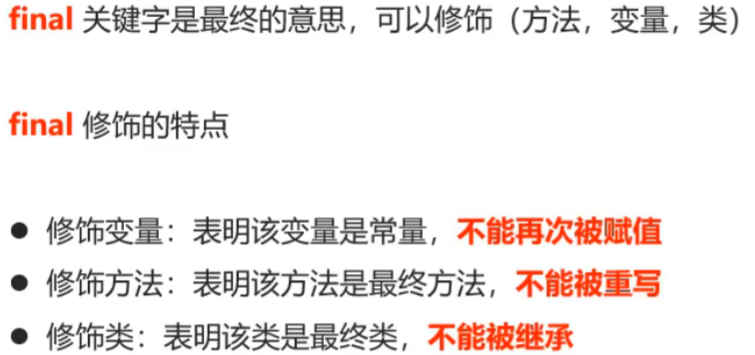 final 关键字是最终的意思，可以修饰（方法，变量，类）
final 修饰的特点
● 修饰变量：表明该变量是常量，不能再次被赋值
● 修饰方法：表明该方法是最终方法，不能被重写
● 修饰类：表明该类是最终类，不能被继承